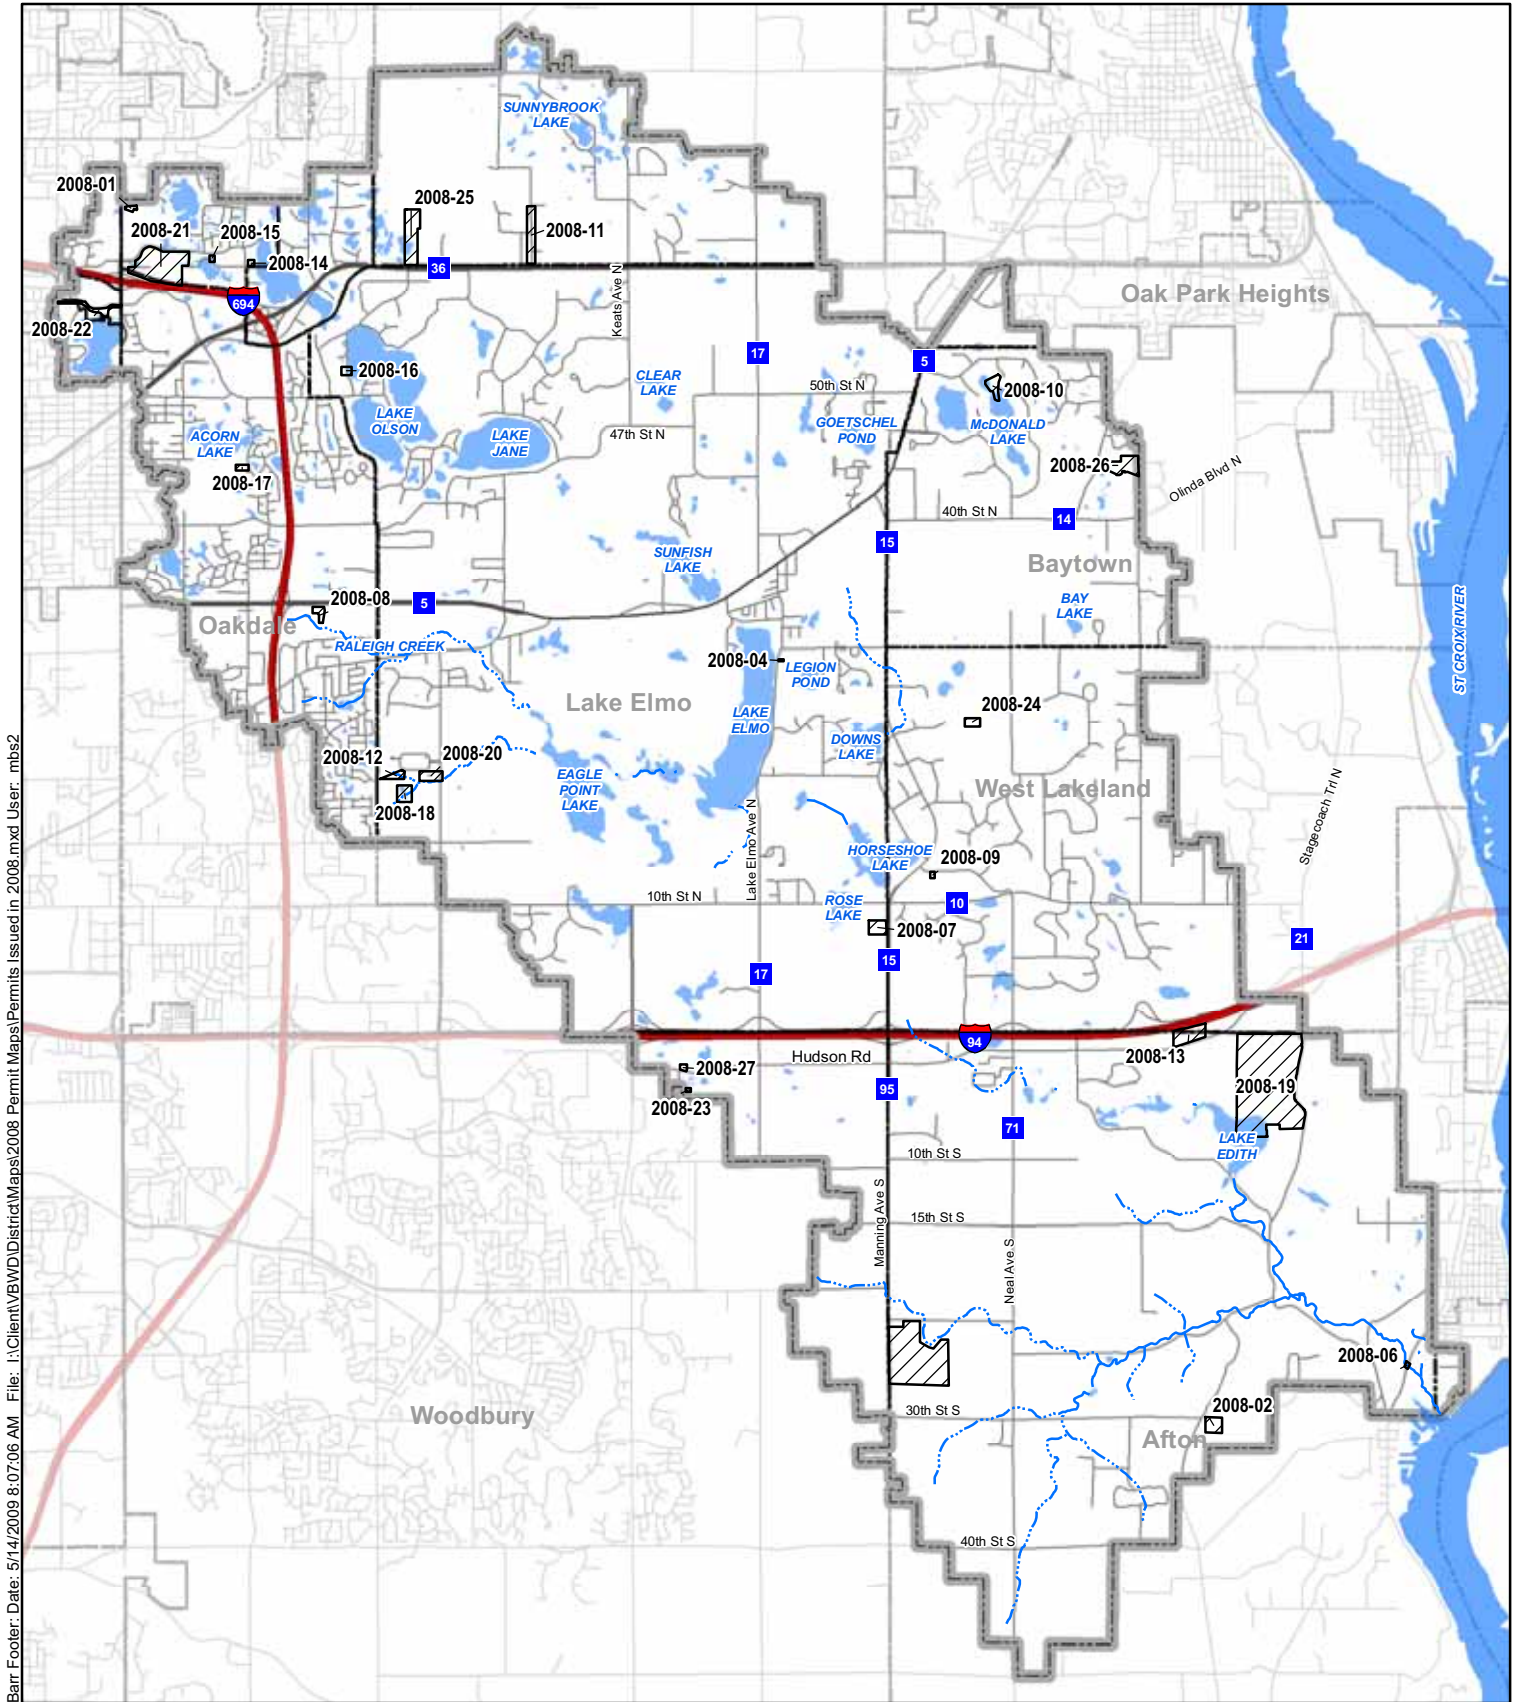 SUNNYBROOK
LAKE
2008-01
2008-25
2008-21
2008-15
2008-11
2008-14
36
694
Keats Ave N
Oak Park Heights
2008-22
17
5
2008-16
CLEAR
LAKE
50th St N
2008-10
LAKE
OLSON
GOETSCHEL
POND
McDONALD
LAKE
ACORN
LAKE
LAKE
JANE
47th St N
2008-26
2008-17
Olinda Blvd N
40th St N
14
15
SUNFISH
LAKE
Baytown
2008-08
5
BAY
LAKE
Oakdale
RALEIGH CREEK
ST CROIX RIVER
2008-04
LEGION
POND
Lake Elmo
2008-24
LAKE
ELMO
DOWNS
LAKE
2008-12
2008-20
EAGLE
POINT
LAKE
West Lakeland
2008-18
Stagecoach Trl N
Lake Elmo Ave N
HORSESHOE
LAKE
2008-09
10th St N
10
ROSE
LAKE
2008-07
21
15
17
94
Hudson Rd
2008-13
2008-27
2008-19
95
2008-23
71
LAKE
EDITH
10th St S
Manning Ave S
15th St S
Neal Ave S
2008-06
30th St S
2008-02
Woodbury
Afton
40th St S
Barr Footer: Date: 5/14/2009 8:07:06 AM File: I:\Client\VBWD\District\Maps\2008 Permit Maps\Permits Issued in 2008.mxd User: mbs2